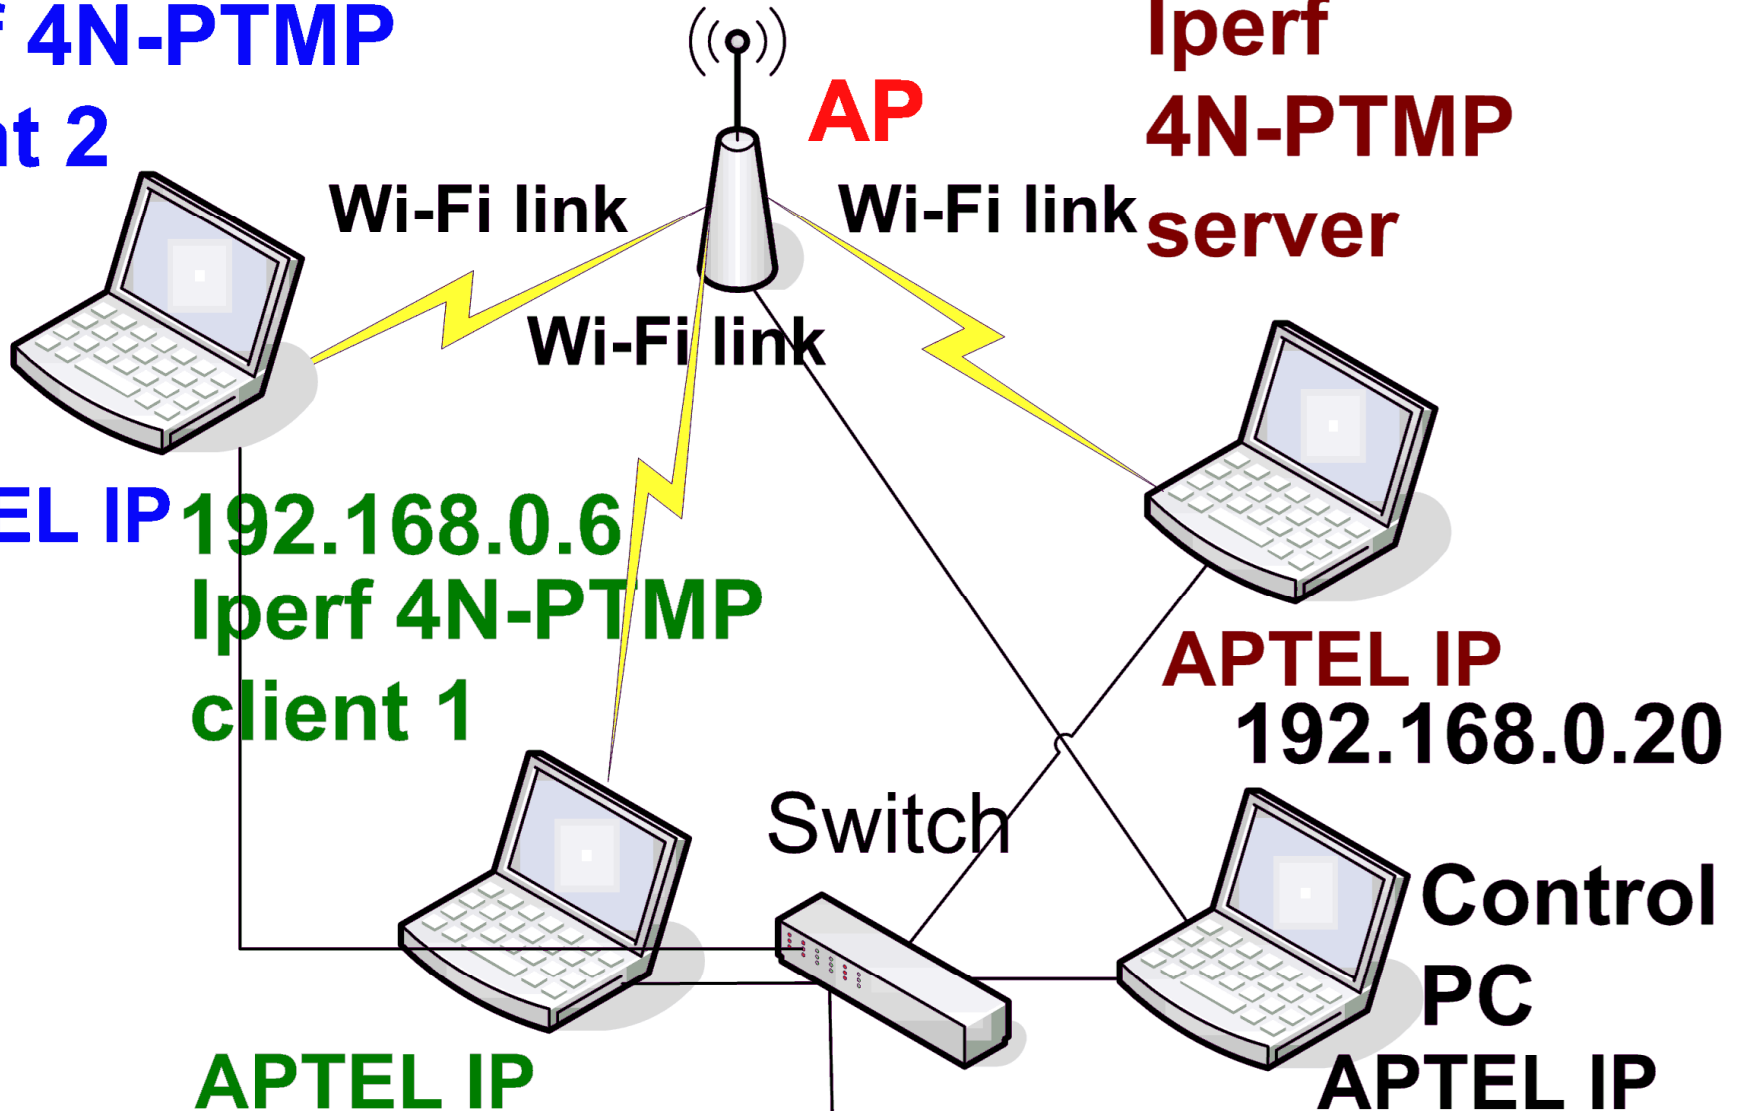 4N-PTMP
2
AP
Iperf
4N-PTMP
server
Wi-Fi link
Wi-Fi link
Wi-Fi link
IP
192.168.0.6
Iperf 4N-PTMP
client 1
APTEL IP
192.168.0.20
Switch
Control
PC
APTEL IP
APTEL IP